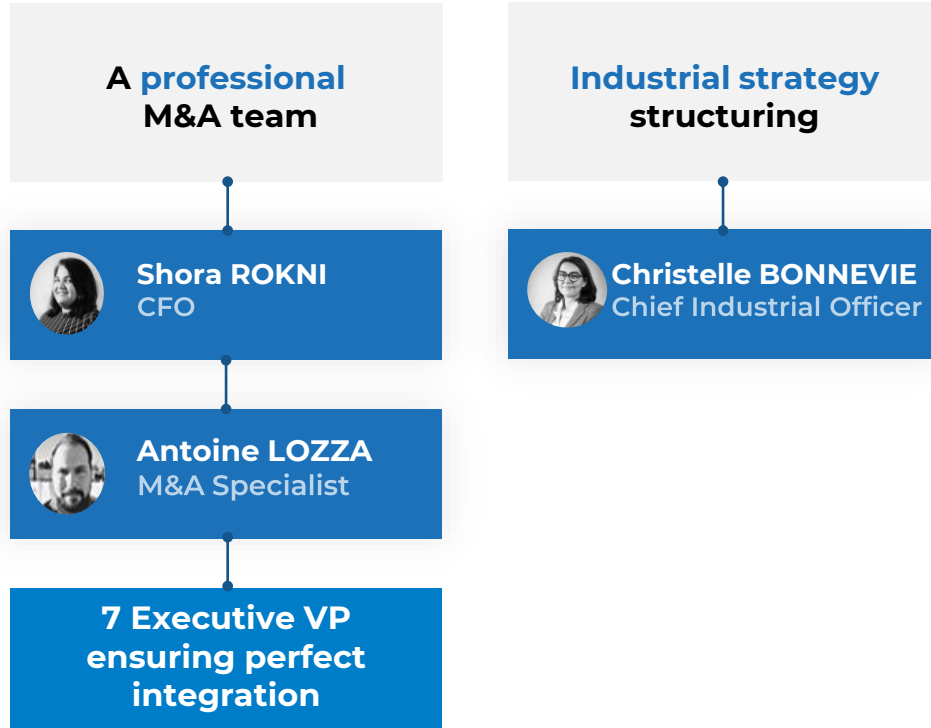 A professional
M&A team
Shora ROKNI
CFO
Antoine LOZZA
M&A Specialist
7 Executive VP
ensuring perfect
integration
Industrial strategy
structuring
Christelle BONNEVIE
Chief Industrial Officer